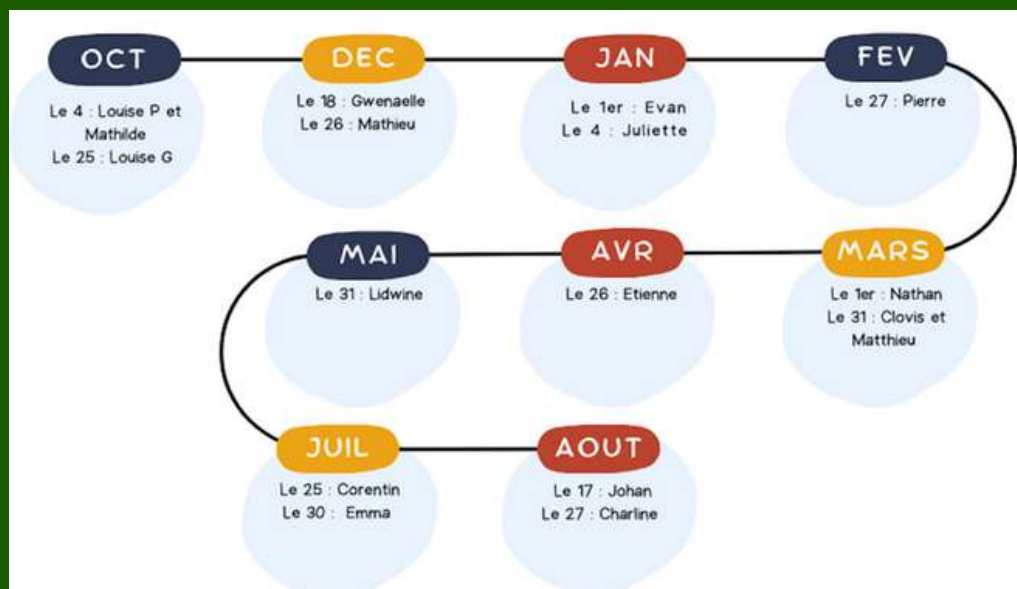 OCT
Le 4 : Louise P et
Mathilde
Le 25 : Louise G
DEC
Le 18 : Gwenaelle
Le 26 : Mathieu
JAN
Le 1er : Evan
Le 4 : Juliette
FEV
Le 27 : Pierre
MARS
Le 1er : Nathan
Le 31 : Clovis et
Matthieu
AVR
Le 26 : Etienne
MAI
Le 31 : Lidwine
JUIL
Le 25 : Corentin
Le 30 : Emma
AOUT
Le 17 : Johan
Le 27 : Charline